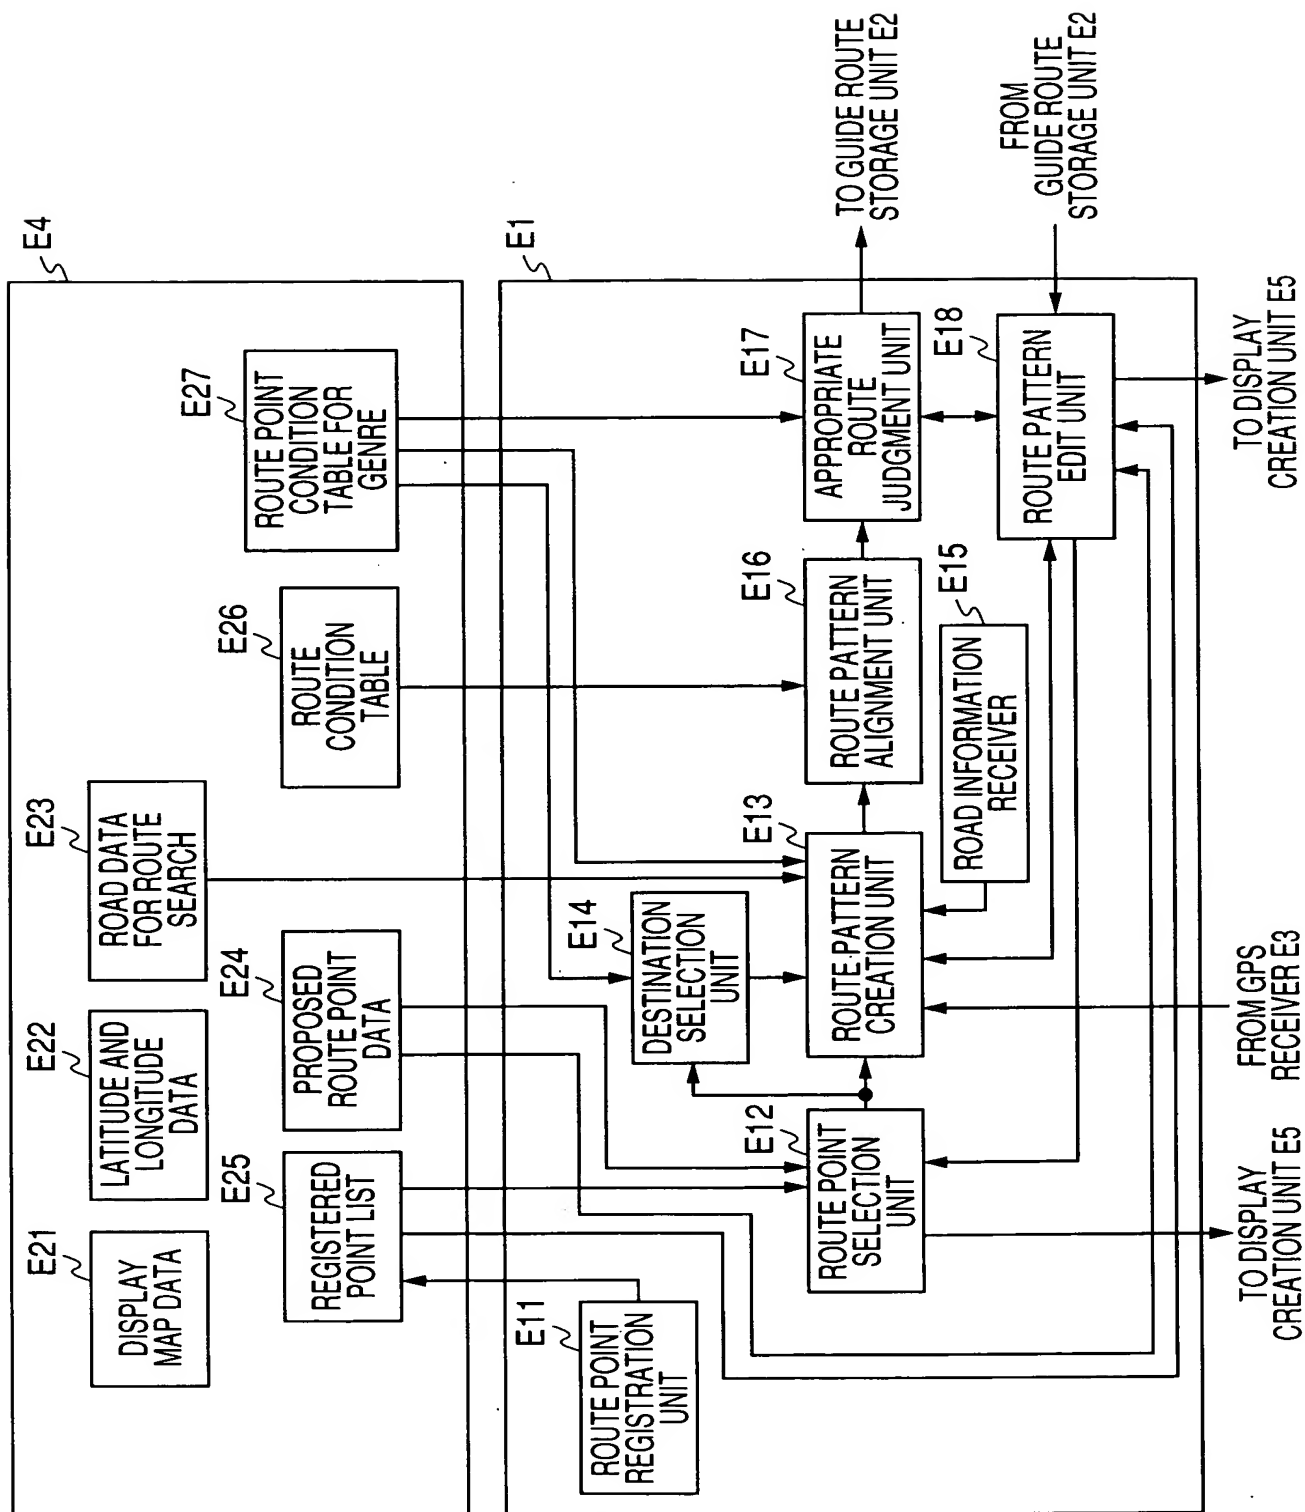 E4
E21
DISPLAY
MAP DATA
E22
LATITUDE AND
LONGITUDE
DATA
E23
ROAD DATA
FOR ROUTE
SEARCH
E25
REGISTERED
POINT LIST
E24
PROPOSED
ROUTE POINT
DATA
E26
ROUTE
CONDITION
TABLE
E27
ROUTE POINT
CONDITION
TABLE FOR
GENRE
E1
E11
ROUTE POINT
REGISTRATION
UNIT
E14
DESTINATION
SELECTION
UNIT
E12
ROUTE POINT
SELECTION
UNIT
E13
ROUTE PATTERN
CREATION UNIT
E16
ROUTE PATTERN
ALIGNMENT UNIT
E17
APPROPRIATE
ROUTE
JUDGMENT UNIT
TO GUIDE ROUTE
STORAGE UNIT E2
E15
ROAD INFORMATION
RECEIVER
E18
ROUTE PATTERN
EDIT UNIT
FROM
GUIDE ROUTE
STORAGE UNIT E2
TO DISPLAY
CREATION UNIT E5
FROM GPS
RECEIVER E3
TO DISPLAY
CREATION UNIT E5